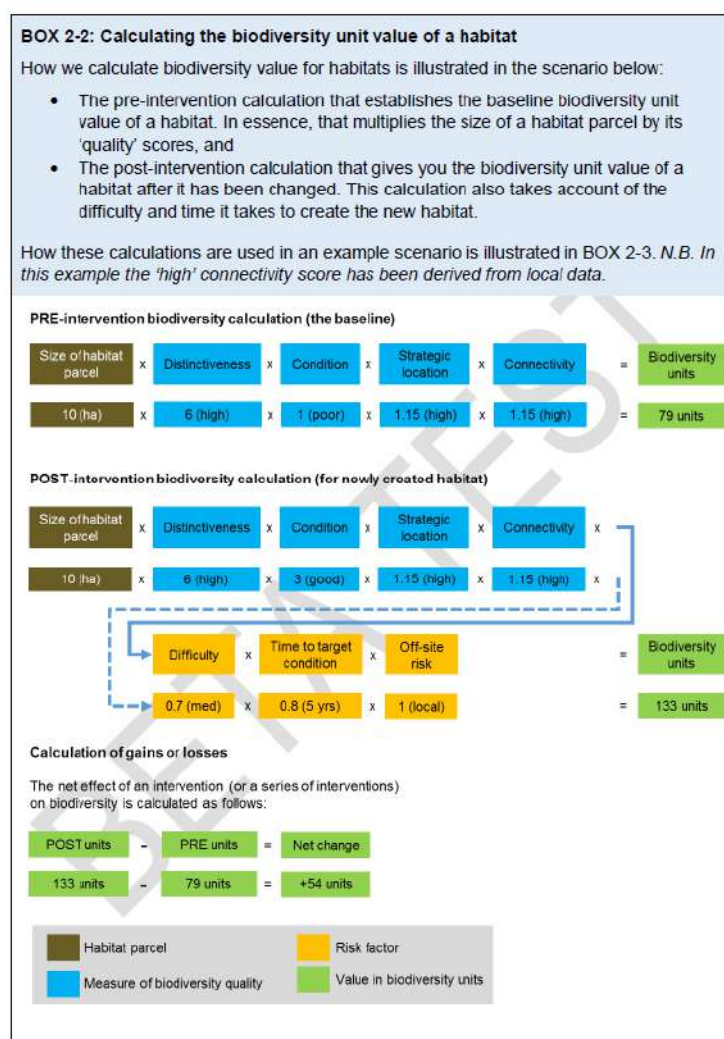 BOX 2-2: Calculating the biodiversity unit value of a habitat
How we calculate biodiversity value for habitats is illustrated in the scenario below:
• The pre-intervention calculation that establishes the baseline biodiversity unit
value of a habitat. In essence, that multiplies the size of a habitat parcel by its
‘quality’ scores, and
• The post-intervention calculation that gives you the biodiversity unit value of a
habitat after it has been changed. This calculation also takes account of the
difficulty and time it takes to create the new habitat.
How these calculations are used in an example scenario is illustrated in BOX 2-3. N.B. In
this example the ‘high’ connectivity score has been derived from local data.
PRE-intervention biodiversity calculation (the baseline)
Size of habitat parcel x Distinctiveness x Condition x Strategic location x Connectivity = Biodiversity units
10 (ha) x 6 (high) x 1 (poor) x 1.15 (high) x 1.15 (high) = 79 units
POST-intervention biodiversity calculation (for newly created habitat)
Size of habitat parcel x Distinctiveness x Condition x Strategic location x Connectivity x
10 (ha) x 6 (high) x 3 (good) x 1.15 (high) x 1.15 (high) x
Difficulty x Time to target condition x Off-site risk = Biodiversity units
0.7 (med) x 0.8 (5 yrs) x 1 (local) = 133 units
Calculation of gains or losses
The net effect of an intervention (or a series of interventions)
on biodiversity is calculated as follows:
POST units - PRE units = Net change
133 units - 79 units = +54 units
Habitat parcel
Risk factor
Measure of biodiversity quality
Value in biodiversity units
BETA TEST